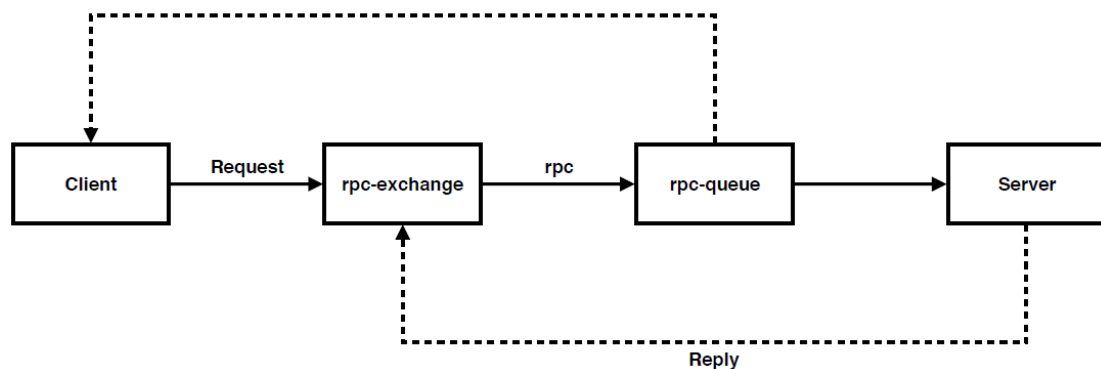 Request
rpc
Client
rpc-exchange
rpc-queue
Server
Reply